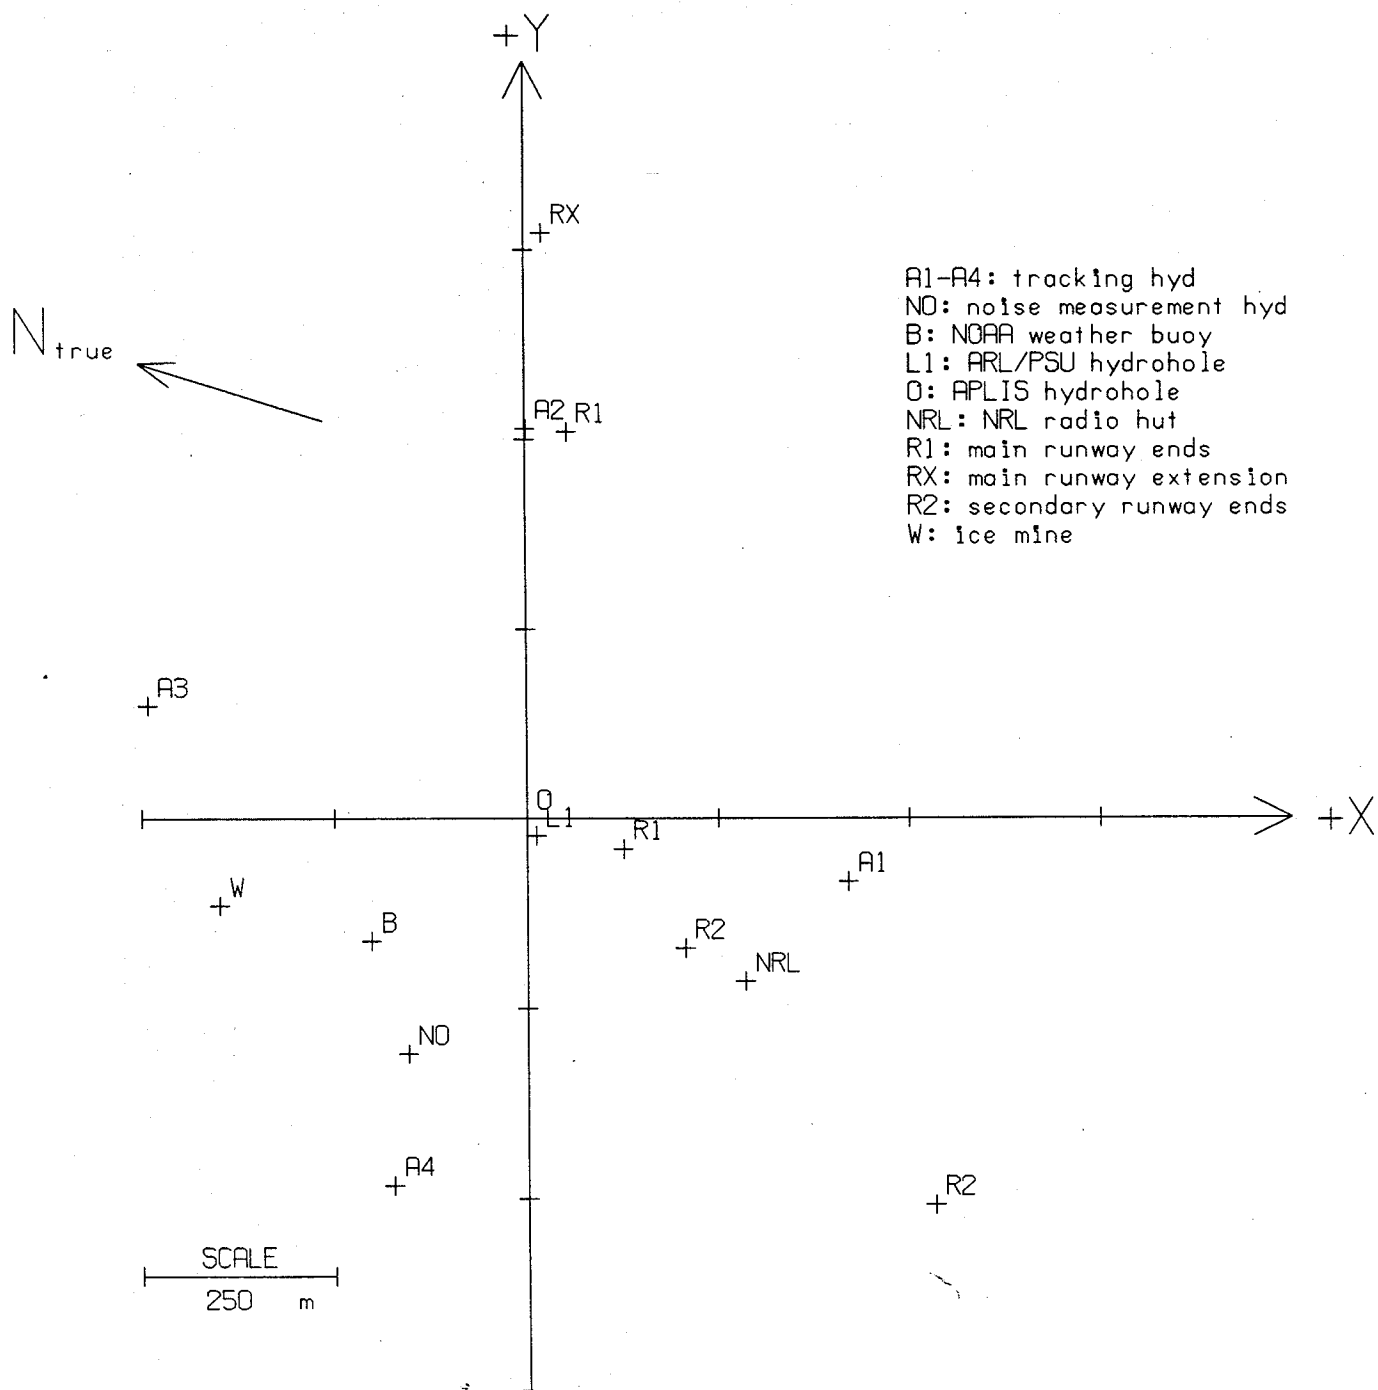 +Y
RX
A1-A4: tracking hyd
NO: noise measurement hyd
B: NOAA weather buoy
L1: ARL/PSU hydrohole
O: APLIS hydrohole
NRL: NRL radio hut
R1: main runway ends
RX: main runway extension
R2: secondary runway ends
W: ice mine
N true
A2 R1
A3
O
L1
R1
+X
A1
W
B
R2
NRL
NO
A4
R2
SCALE
250 m